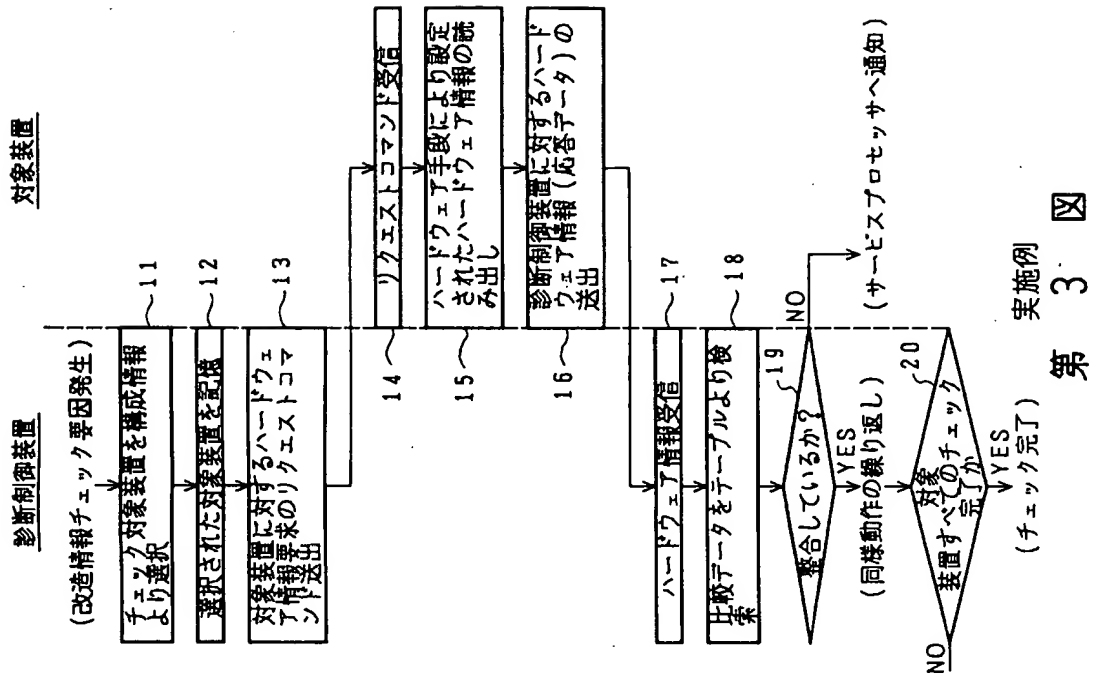 診断制御装置
対象装置
(改造情報チェック要因発生)
チェック対象装置を構成情報
より選択
11
選択された対象装置を記憶
12
対象装置に対するハードウェ
ア情報要求のリクエストコマ
ンド送出
13
リクエストコマンド受信
14
ハードウェア手段により設定
されたハードウェア情報の読
み出し
15
診断制御装置に対するハード
ウェア情報(応答データ)の
送出
16
ハードウェア情報受信
17
比較データをテーブルより検
索
18
整合しているか?
19
NO
(サービスプロセッサへ通知)
YES
(同様動作の繰り返し)
対象
装置すべてのチェック
完了か
20
NO
YES
(チェック完了)
実施例
第 3 図